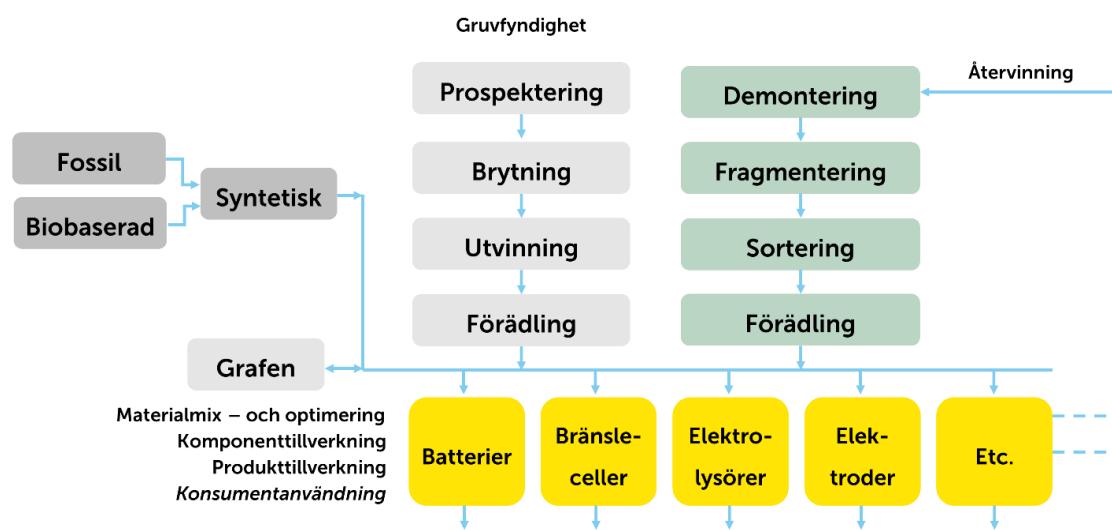 Gruvfyndighet
Prospektering
Demontering
Återvinning
Fossil
Brytning
Fragmentering
Syntetisk
Biobaserad
Utvinning
Sortering
Förädling
Förädling
Grafen
Materialmix – och optimering
Komponenttillverkning
Produkttillverkning
Konsumentanvändning
Batterier
Bränsle-
celler
Elektro-
lysörer
Elek-
troder
Etc.